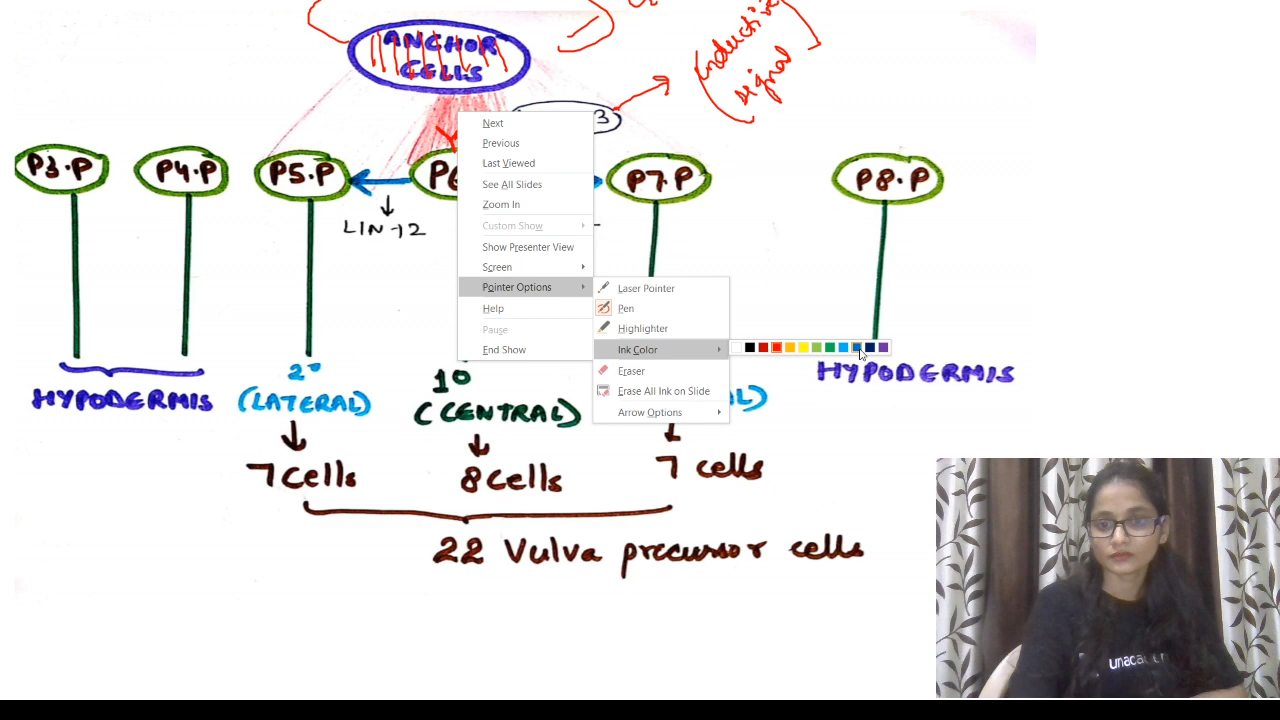 ANCHOR
CELLS
Inductive
signal
3
P3.P
P4.P
P5.P
P7.P
P8.P
LIN-12
Next
Previous
Last Viewed
See All Slides
Zoom In
Custom Show
Show Presenter View
Screen
Pointer Options
Help
Pause
End Show
Laser Pointer
Pen
Highlighter
Ink Color
Eraser
Erase All Ink on Slide
Arrow Options
HYPODERMIS
2°
(LATERAL)
1°
(CENTRAL)
HYPODERMIS
7 cells
8 cells
7 cells
22 Vulva precursor cells